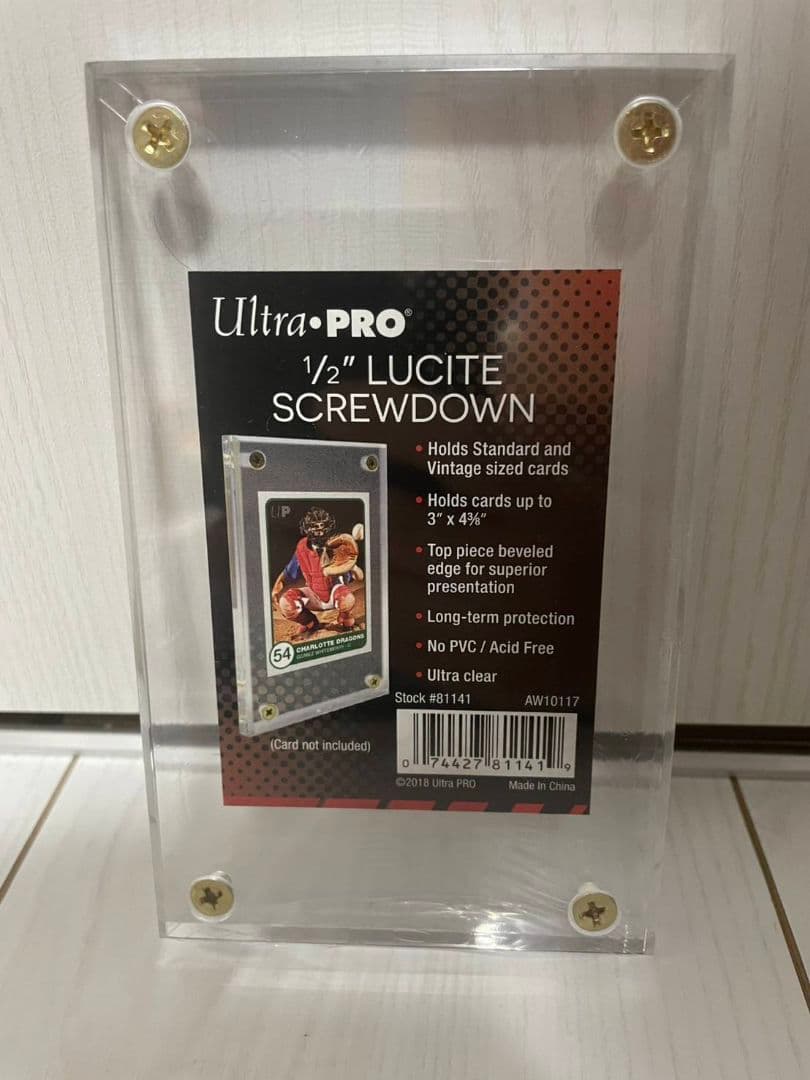 Ultra•PRO®
1/2" LUCITE
SCREWDOWN
• Holds Standard and
Vintage sized cards
• Holds cards up to
3" x 4⅜"
• Top piece beveled
edge for superior
presentation
• Long-term protection
• No PVC / Acid Free
• Ultra clear
UP
54 CHARLOTTE DRAGONS
(Card not included)
Stock #81141 AW10117
0 74427 81141 9
©2018 Ultra PRO Made In China